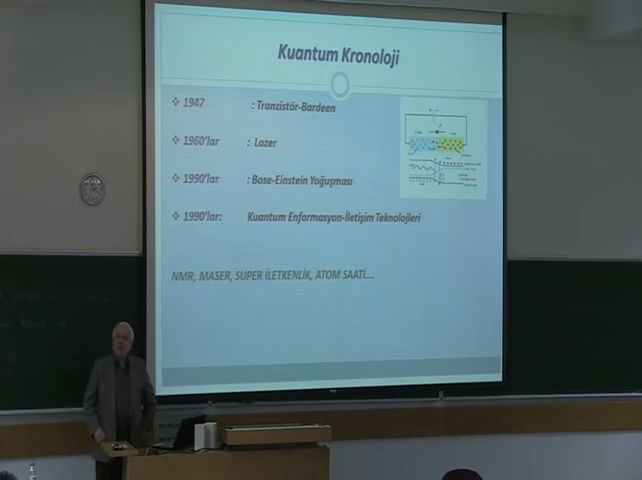 Kuantum Kronoloji
❖ 1947 : Tranzistör-Bardeen
❖ 1960'lar : Lazer
❖ 1990'lar : Bose-Einstein Yoğuşması
❖ 1990'lar: Kuantum Enformasyon-İletişim Teknolojleri
NMR, MASER, SUPER İLETKENLİK, ATOM SAATİ....